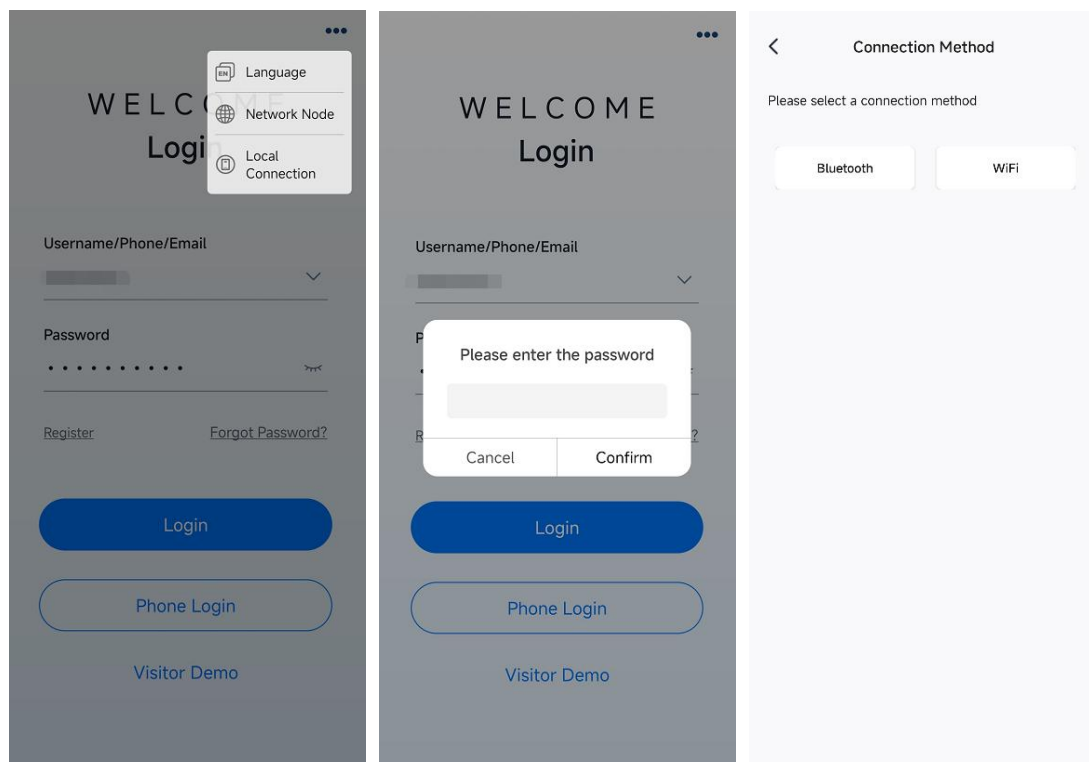 •••
EN Language
Network Node
Local
Connection
WELCOME
Login
Username/Phone/Email
Password
• • • • • • • • • •
Register Forgot Password?
Login
Phone Login
Visitor Demo
•••
WELCOME
Login
Username/Phone/Email
Please enter the password
Cancel Confirm
Login
Phone Login
Visitor Demo
Connection Method
Please select a connection method
Bluetooth WiFi